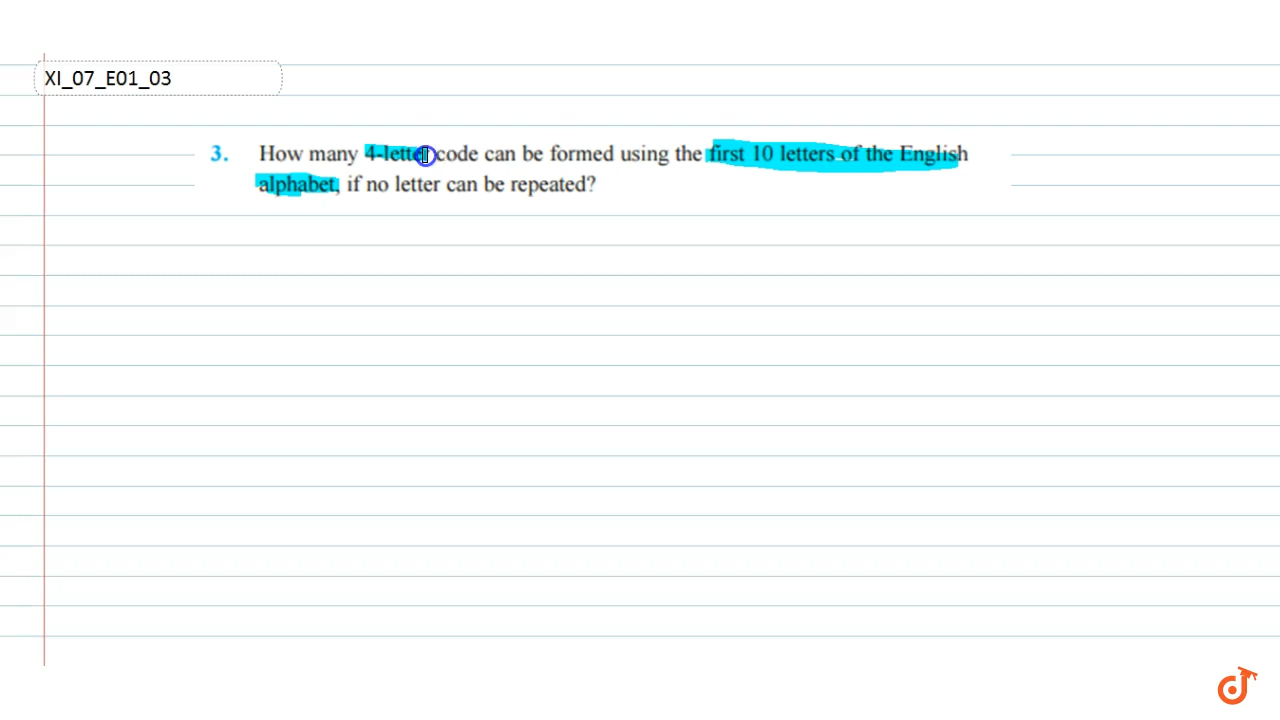 XI_07_E01_03
3. How many 4-letter code can be formed using the first 10 letters of the English
alphabet, if no letter can be repeated?